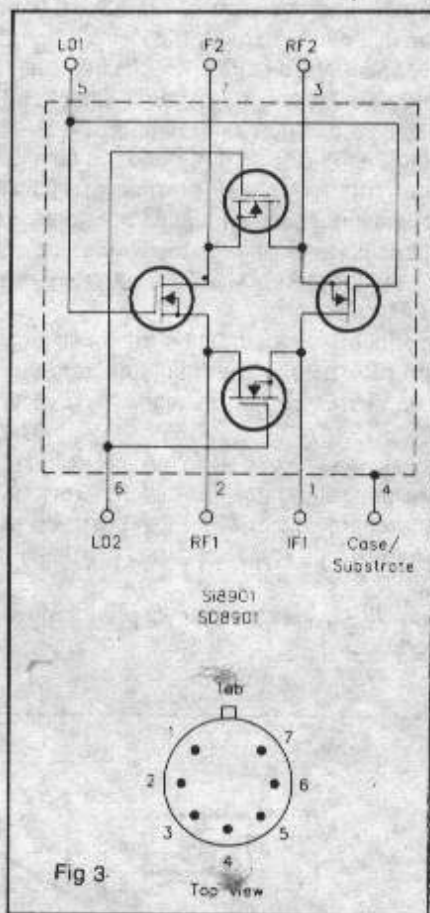 LO1 IF2 RF2
5 7 3
6 2 1 4
LO2 RF1 IF1 Case/
Substrate
Si8901
SD8901
Tab
1 7
2 6
3 5
4
Fig 3
Top View